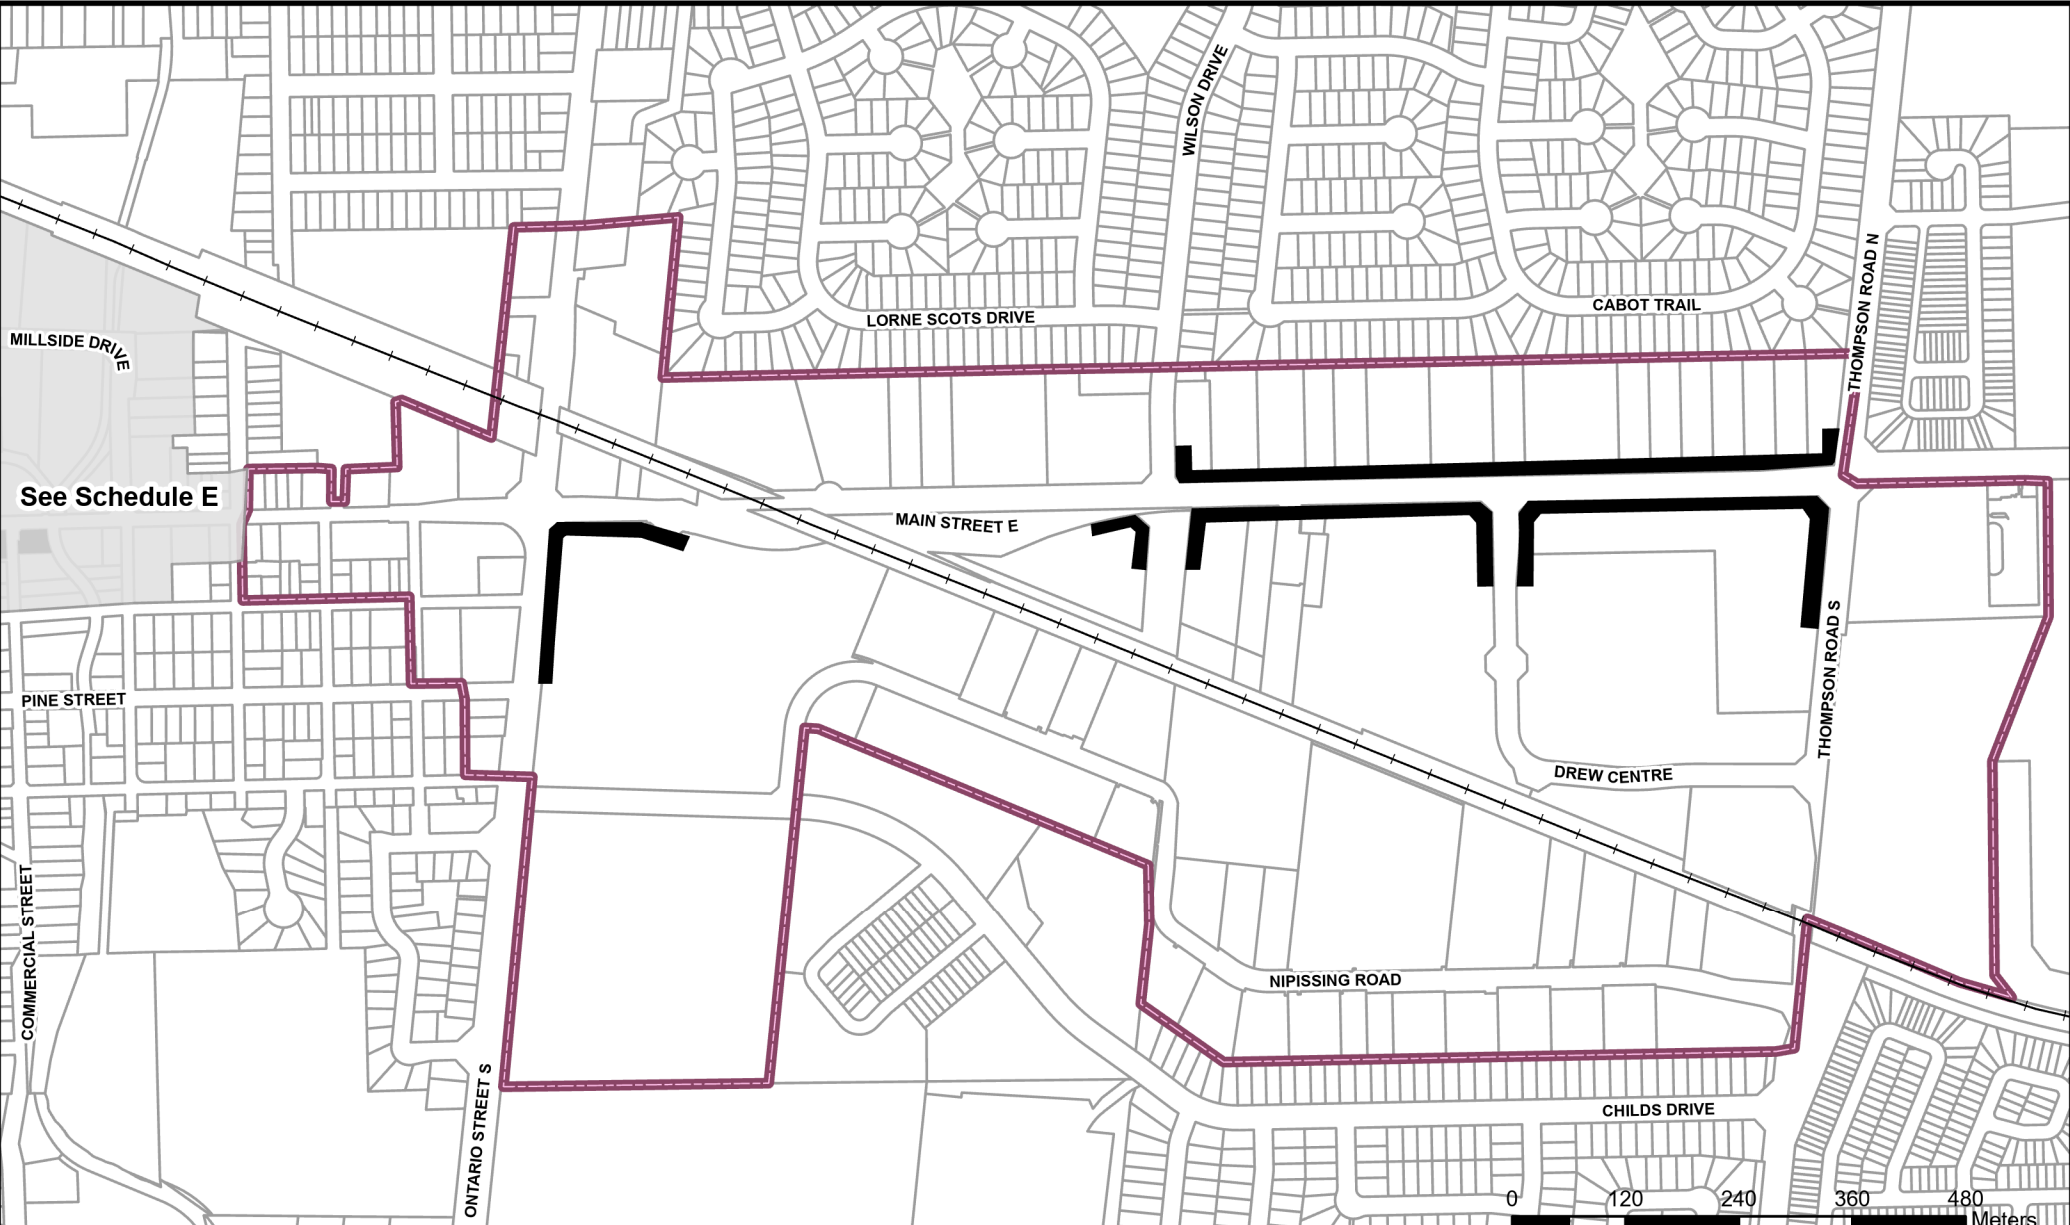 WILSON DRIVE
THOMPSON ROAD N
CABOT TRAIL
LORNE SCOTS DRIVE
MILLSIDE DRIVE
See Schedule E
MAIN STREET E
THOMPSON ROAD S
PINE STREET
DREW CENTRE
COMMERCIAL STREET
NIPISSING ROAD
ONTARIO STREET S
CHILDS DRIVE
0 120 240 360 480
Meters